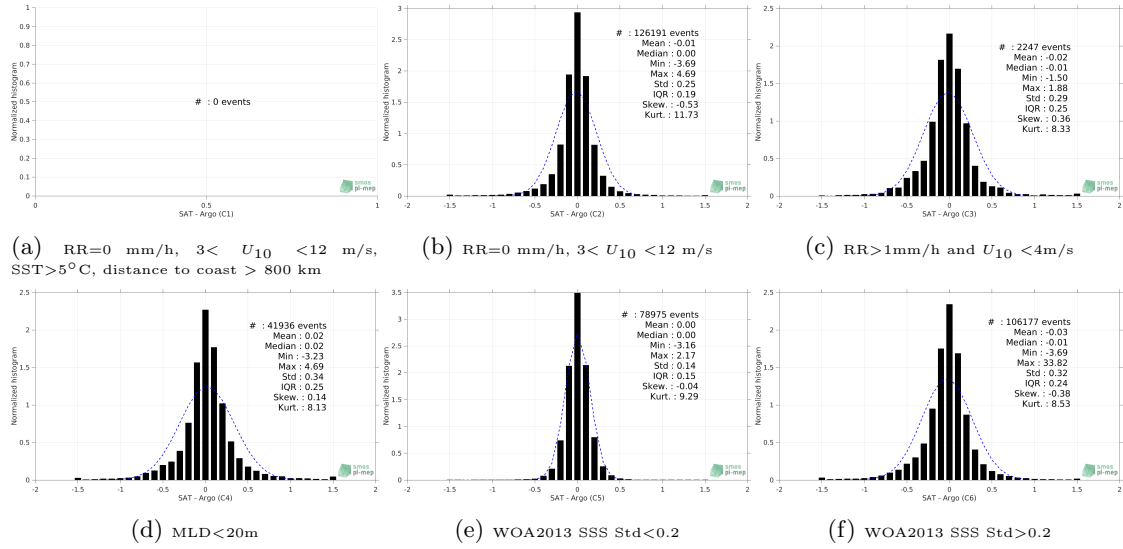 Normalized histogram
1
0.9
0.8
0.7
0.6
0.5
0.4
0.3
0.2
0.1
0
# : 0 events
smos
pi-mep
0 0.5 1
SAT - Argo (C1)
(a) RR=0 mm/h, 3< U10 <12 m/s,
SST>5°C, distance to coast > 800 km
Normalized histogram
3
2.5
2
1.5
1
0.5
0
# : 126191 events
Mean : -0.01
Median : 0.00
Min : -3.69
Max : 4.69
Std : 0.25
IQR : 0.19
Skew. : -0.53
Kurt. : 11.73
smos
pi-mep
-2 -1.5 -1 -0.5 0 0.5 1 1.5 2
SAT - Argo (C2)
(b) RR=0 mm/h, 3< U10 <12 m/s
Normalized histogram
2.5
2
1.5
1
0.5
0
# : 2247 events
Mean : -0.02
Median : -0.01
Min : -1.50
Max : 1.88
Std : 0.29
IQR : 0.25
Skew. : 0.36
Kurt. : 8.33
smos
pi-mep
-2 -1.5 -1 -0.5 0 0.5 1 1.5 2
SAT - Argo (C3)
(c) RR>1mm/h and U10 <4m/s
Normalized histogram
2.5
2
1.5
1
0.5
0
# : 41936 events
Mean : 0.02
Median : 0.02
Min : -3.23
Max : 4.69
Std : 0.34
IQR : 0.25
Skew. : 0.14
Kurt. : 8.13
smos
pi-mep
-2 -1.5 -1 -0.5 0 0.5 1 1.5 2
SAT - Argo (C4)
(d) MLD<20m
Normalized histogram
3.5
3
2.5
2
1.5
1
0.5
0
# : 78975 events
Mean : 0.00
Median : 0.00
Min : -3.16
Max : 2.17
Std : 0.14
IQR : 0.15
Skew. : -0.04
Kurt. : 9.29
smos
pi-mep
-2 -1.5 -1 -0.5 0 0.5 1 1.5 2
SAT - Argo (C5)
(e) WOA2013 SSS Std<0.2
Normalized histogram
2.5
2
1.5
1
0.5
0
# : 106177 events
Mean : -0.03
Median : -0.01
Min : -3.69
Max : 33.82
Std : 0.32
IQR : 0.24
Skew. : -0.38
Kurt. : 8.53
smos
pi-mep
-2 -1.5 -1 -0.5 0 0.5 1 1.5 2
SAT - Argo (C6)
(f) WOA2013 SSS Std>0.2